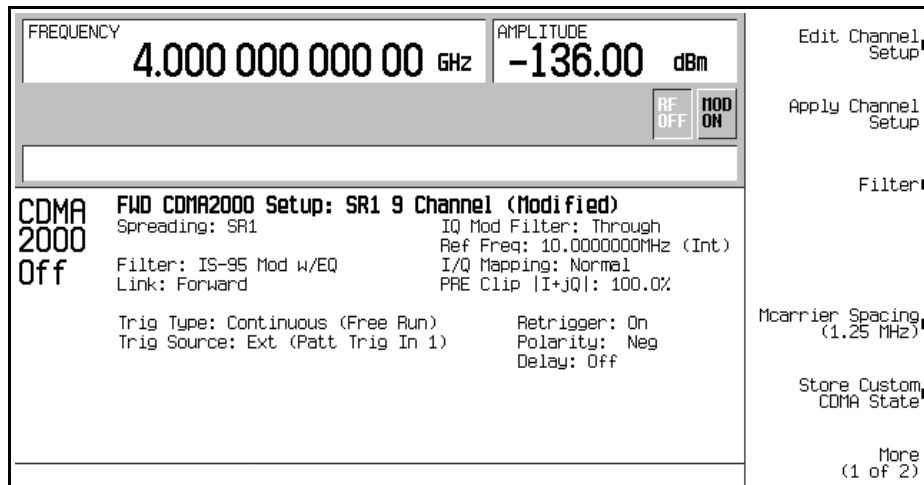 FREQUENCY
4.000 000 000 00 GHz
AMPLITUDE
-136.00 dBm
RF OFF
MOD ON
CDMA 2000 Off
FWD CDMA2000 Setup: SR1 9 Channel (Modified)
Spreading: SR1
IQ Mod Filter: Through
Ref Freq: 10.0000000MHz (Int)
Filter: IS-95 Mod w/EQ
I/Q Mapping: Normal
Link: Forward
PRE Clip |I+jQ|: 100.0%
Trig Type: Continuous (Free Run)
Retrigger: On
Trig Source: Ext (Patt Trig In 1)
Polarity: Neg
Delay: Off
Edit Channel
Setup
Apply Channel
Setup
Filter
Mcarrier Spacing
(1.25 MHz)
Store Custom
CDMA State
More
(1 of 2)